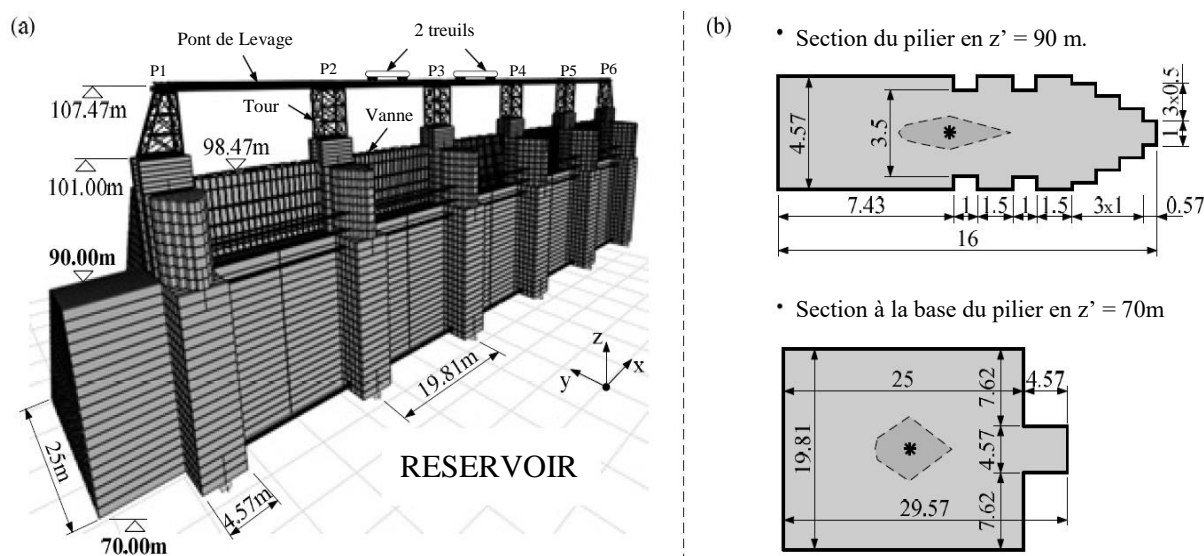 (a)
Pont de Levage
2 treuils
P1
P2
P3
P4
P5
P6
107.47m
Tour
Vanne
98.47m
101.00m
90.00m
19.81m
z
y
x
RESERVOIR
25m
4.57m
70.00m
(b)
• Section du pilier en z’ = 90 m.
4.57
3.5
1
3x0.5
7.43
1
1.5
1
1.5
3x1
0.57
16
• Section à la base du pilier en z’ = 70m
25
4.57
19.81
7.62
4.57
7.62
29.57